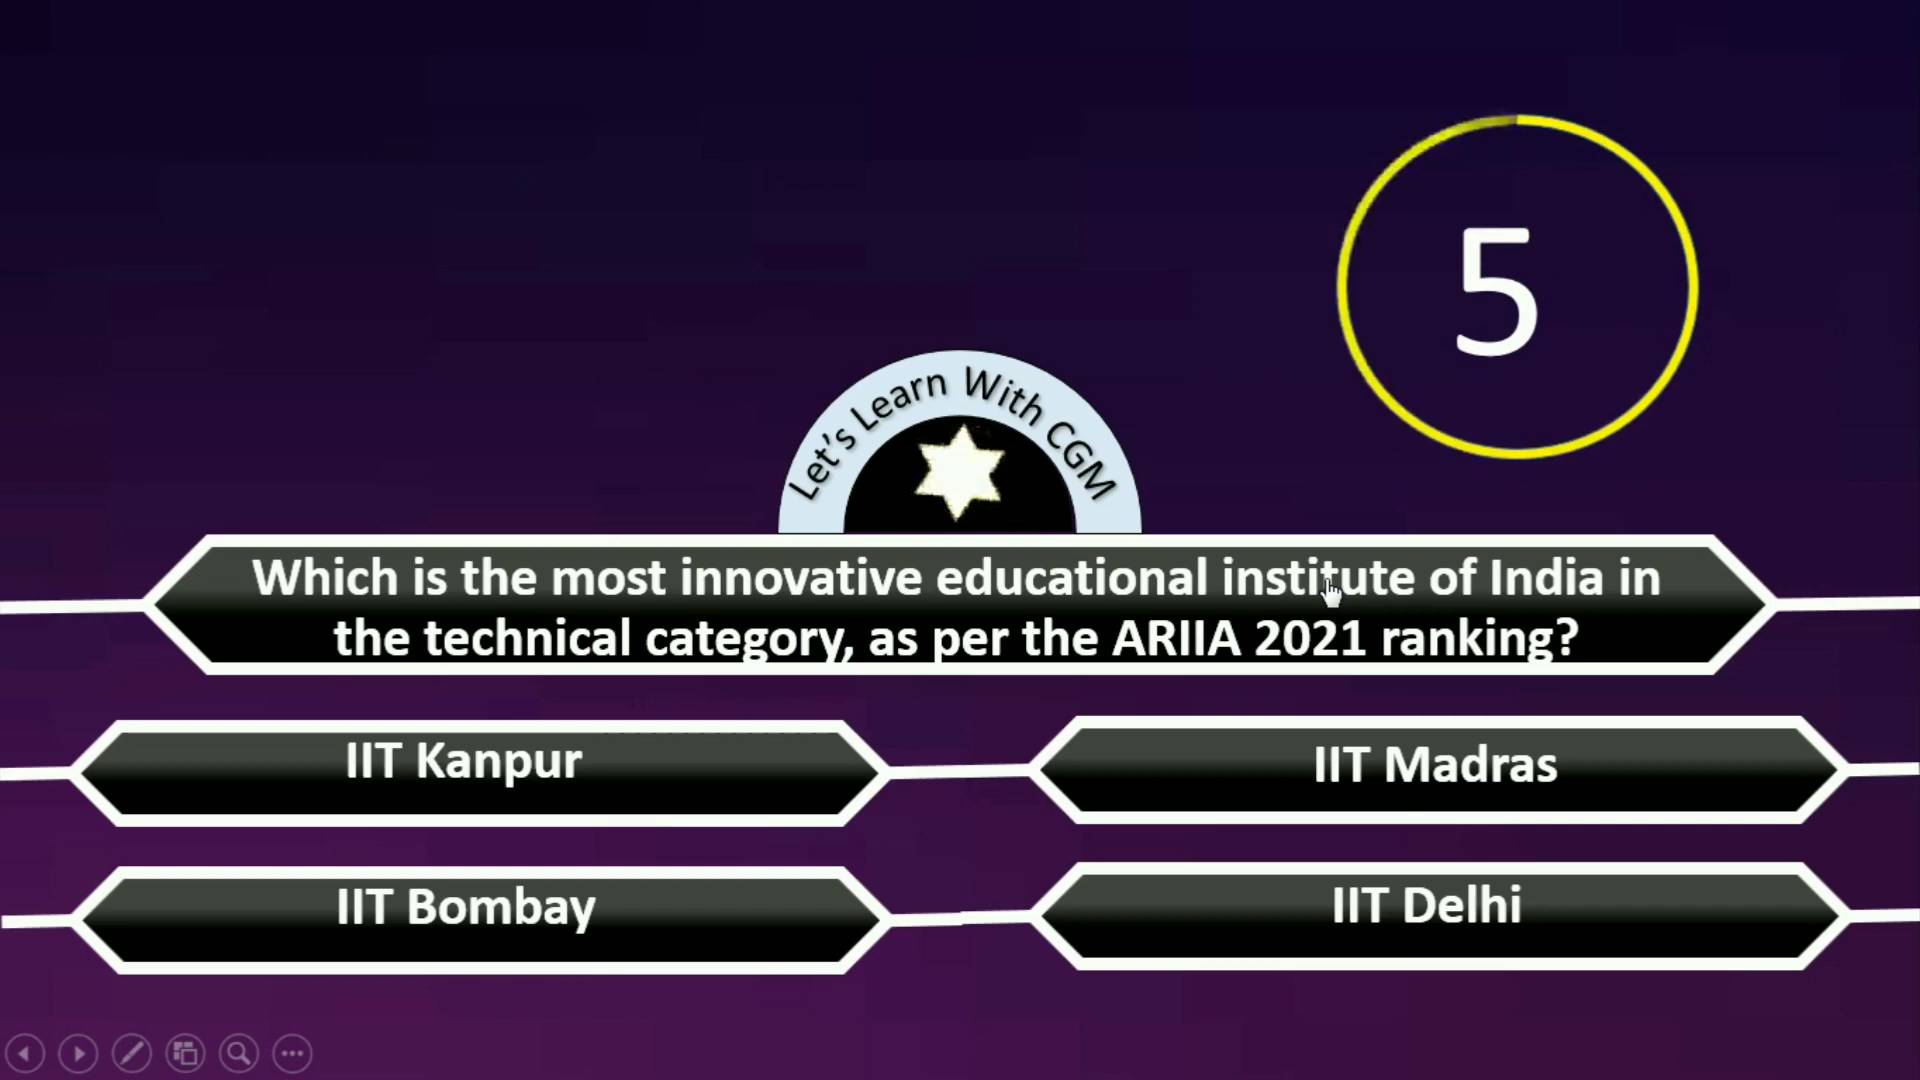 5
Let's Learn With CGM
Which is the most innovative educational institute of India in
the technical category, as per the ARIIA 2021 ranking?
IIT Kanpur
IIT Madras
IIT Bombay
IIT Delhi